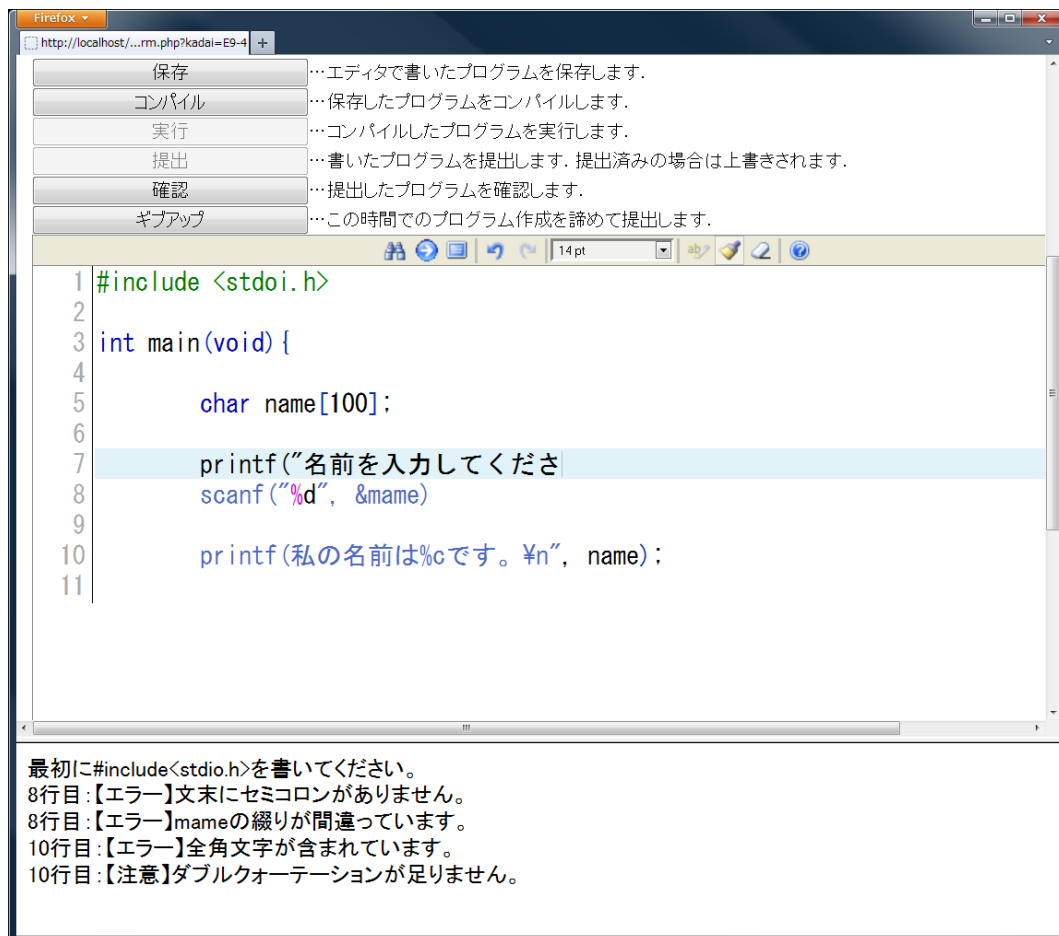 Firefox
http://localhost/...rm.php?kadai=E9-4
保存 …エディタで書いたプログラムを保存します.
コンパイル …保存したプログラムをコンパイルします.
実行 …コンパイルしたプログラムを実行します.
提出 …書いたプログラムを提出します. 提出済みの場合は上書きされます.
確認 …提出したプログラムを確認します.
ギブアップ …この時間でのプログラム作成を諦めて提出します.
14 pt
1 #include <stdoi.h>
2
3 int main(void){
4
5 char name[100];
6
7 printf("名前を入力してくださ
8 scanf("%d", &mame)
9
10 printf(私の名前は%cです。¥n", name);
11
最初に#include<stdio.h>を書いてください。
8行目:【エラー】文末にセミコロンがありません。
8行目:【エラー】mameの綴りが間違っています。
10行目:【エラー】全角文字が含まれています。
10行目:【注意】ダブルクォーテーションが足りません。